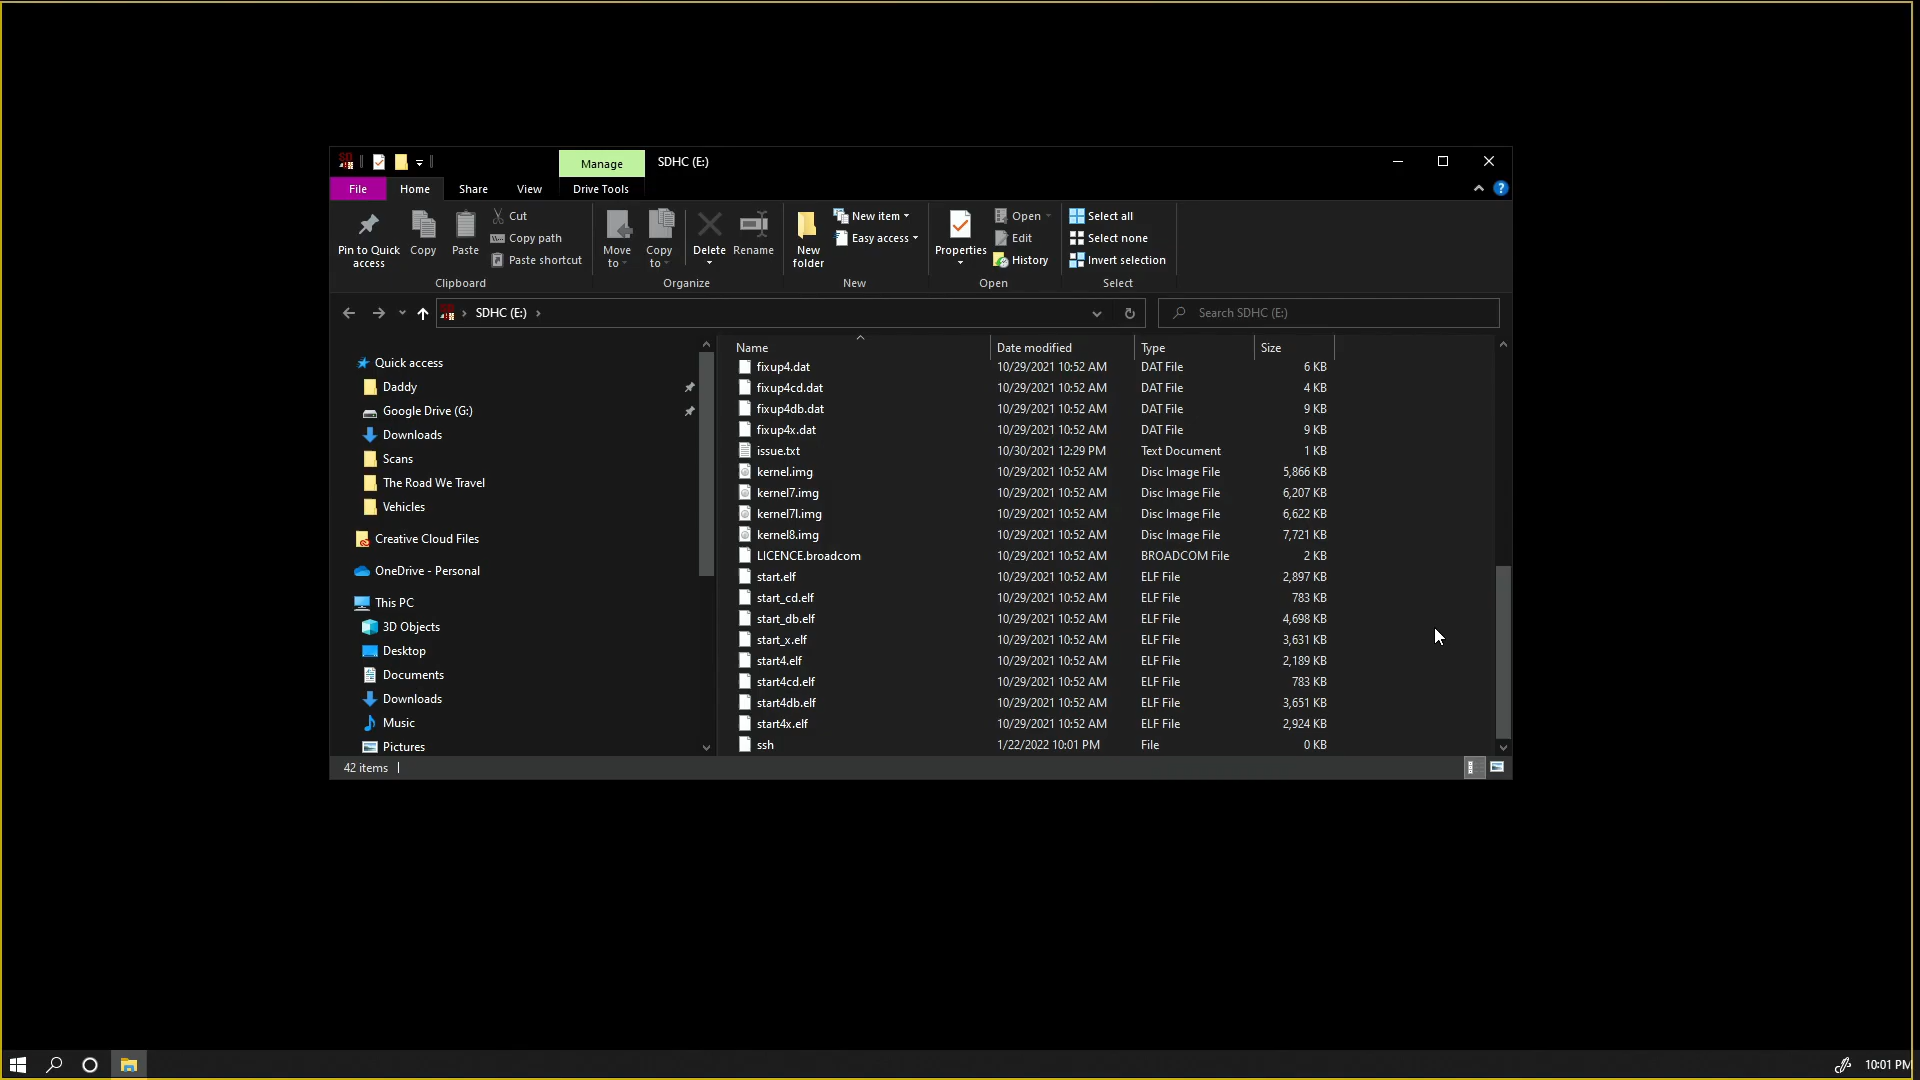 Manage
SDHC (E:)
File
Home
Share
View
Drive Tools
Pin to Quick
access
Copy
Paste
Cut
Copy path
Paste shortcut
Clipboard
Move
to
Copy
to
Delete
Rename
Organize
New
folder
New item
Easy access
New
Properties
Open
Edit
History
Open
Select all
Select none
Invert selection
Select
SDHC (E:)
Search SDHC (E:)
Quick access
Daddy
Google Drive (G:)
Downloads
Scans
The Road We Travel
Vehicles
Creative Cloud Files
OneDrive - Personal
This PC
3D Objects
Desktop
Documents
Downloads
Music
Pictures
Name Date modified Type Size
fixup4.dat 10/29/2021 10:52 AM DAT File 6 KB
fixup4cd.dat 10/29/2021 10:52 AM DAT File 4 KB
fixup4db.dat 10/29/2021 10:52 AM DAT File 9 KB
fixup4x.dat 10/29/2021 10:52 AM DAT File 9 KB
issue.txt 10/30/2021 12:29 PM Text Document 1 KB
kernel.img 10/29/2021 10:52 AM Disc Image File 5,866 KB
kernel7.img 10/29/2021 10:52 AM Disc Image File 6,207 KB
kernel7l.img 10/29/2021 10:52 AM Disc Image File 6,622 KB
kernel8.img 10/29/2021 10:52 AM Disc Image File 7,721 KB
LICENCE.broadcom 10/29/2021 10:52 AM BROADCOM File 2 KB
start.elf 10/29/2021 10:52 AM ELF File 2,897 KB
start_cd.elf 10/29/2021 10:52 AM ELF File 783 KB
start_db.elf 10/29/2021 10:52 AM ELF File 4,698 KB
start_x.elf 10/29/2021 10:52 AM ELF File 3,631 KB
start4.elf 10/29/2021 10:52 AM ELF File 2,189 KB
start4cd.elf 10/29/2021 10:52 AM ELF File 783 KB
start4db.elf 10/29/2021 10:52 AM ELF File 3,651 KB
start4x.elf 10/29/2021 10:52 AM ELF File 2,924 KB
ssh 1/22/2022 10:01 PM File 0 KB
42 items
10:01 PM